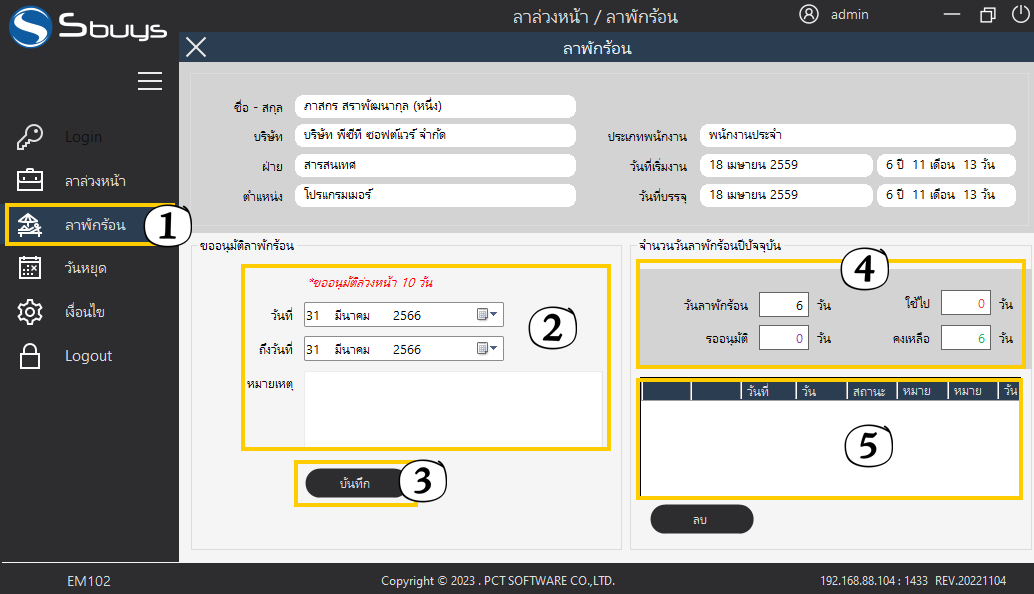 Sbuys
ลาล่วงหน้า / ลาพักร้อน
admin
ลาพักร้อน
Login
ลาล่วงหน้า
ลาพักร้อน
วันหยุด
เงื่อนไข
Logout
1
ชื่อ - สกุล ภาสกร สราพัฒนากุล (หนึ่ง)
บริษัท บริษัท พีซีที ซอฟต์แวร์ จำกัด ประเภทพนักงาน พนักงานประจำ
ฝ่าย สารสนเทศ วันที่เริ่มงาน 18 เมษายน 2559 6 ปี 11 เดือน 13 วัน
ตำแหน่ง โปรแกรมเมอร์ วันที่บรรจุ 18 เมษายน 2559 6 ปี 11 เดือน 13 วัน
ขออนุมัติลาพักร้อน
*ขออนุมัติล่วงหน้า 10 วัน
วันที่ 31 มีนาคม 2566
ถึงวันที่ 31 มีนาคม 2566
2
หมายเหตุ
บันทึก
3
จำนวนวันลาพักร้อนปีปัจจุบัน
4
วันลาพักร้อน 6 วัน ใช้ไป 0 วัน
รออนุมัติ 0 วัน คงเหลือ 6 วัน
วันที่ วัน สถานะ หมาย หมาย วัน
5
ลบ
EM102
Copyright © 2023 . PCT SOFTWARE CO.,LTD.
192.168.88.104 : 1433 REV.20221104